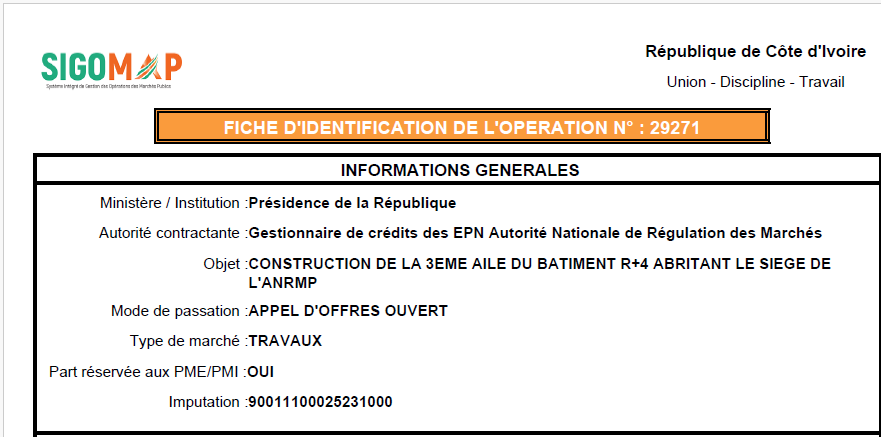 République de Côte d'Ivoire
SIGOMAP
Système Intégré de Gestion des Opérations des Marchés Publics
Union - Discipline - Travail
FICHE D'IDENTIFICATION DE L'OPERATION N° : 29271
INFORMATIONS GENERALES
Ministère / Institution :Présidence de la République
Autorité contractante :Gestionnaire de crédits des EPN Autorité Nationale de Régulation des Marchés
Objet :CONSTRUCTION DE LA 3EME AILE DU BATIMENT R+4 ABRITANT LE SIEGE DE
L'ANRMP
Mode de passation :APPEL D'OFFRES OUVERT
Type de marché :TRAVAUX
Part réservée aux PME/PMI :OUI
Imputation :90011100025231000